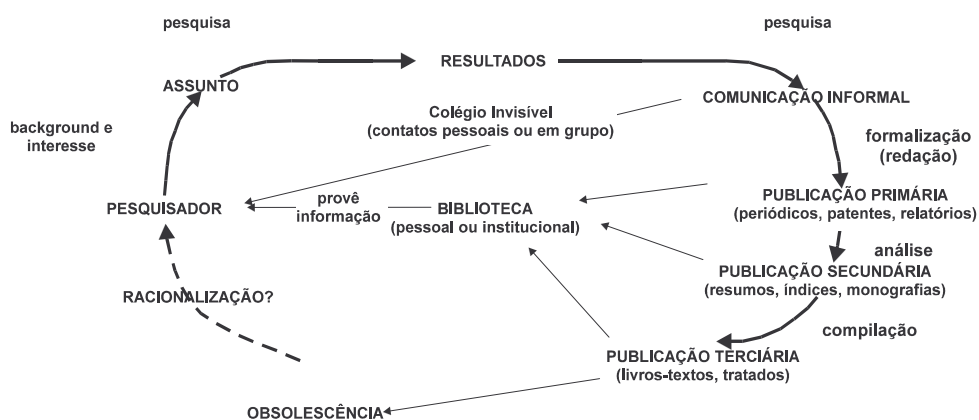 pesquisa
pesquisa
RESULTADOS
ASSUNTO
COMUNICAÇÃO INFORMAL
Colégio Invisível
(contatos pessoais ou em grupo)
background e
interesse
formalização
(redação)
PESQUISADOR
provê
informação
BIBLIOTECA
(pessoal ou institucional)
PUBLICAÇÃO PRIMÁRIA
(periódicos, patentes, relatórios)
análise
PUBLICAÇÃO SECUNDÁRIA
(resumos, índices, monografias)
RACIONALIZAÇÃO?
compilação
PUBLICAÇÃO TERCIÁRIA
(livros-textos, tratados)
OBSOLESCÊNCIA